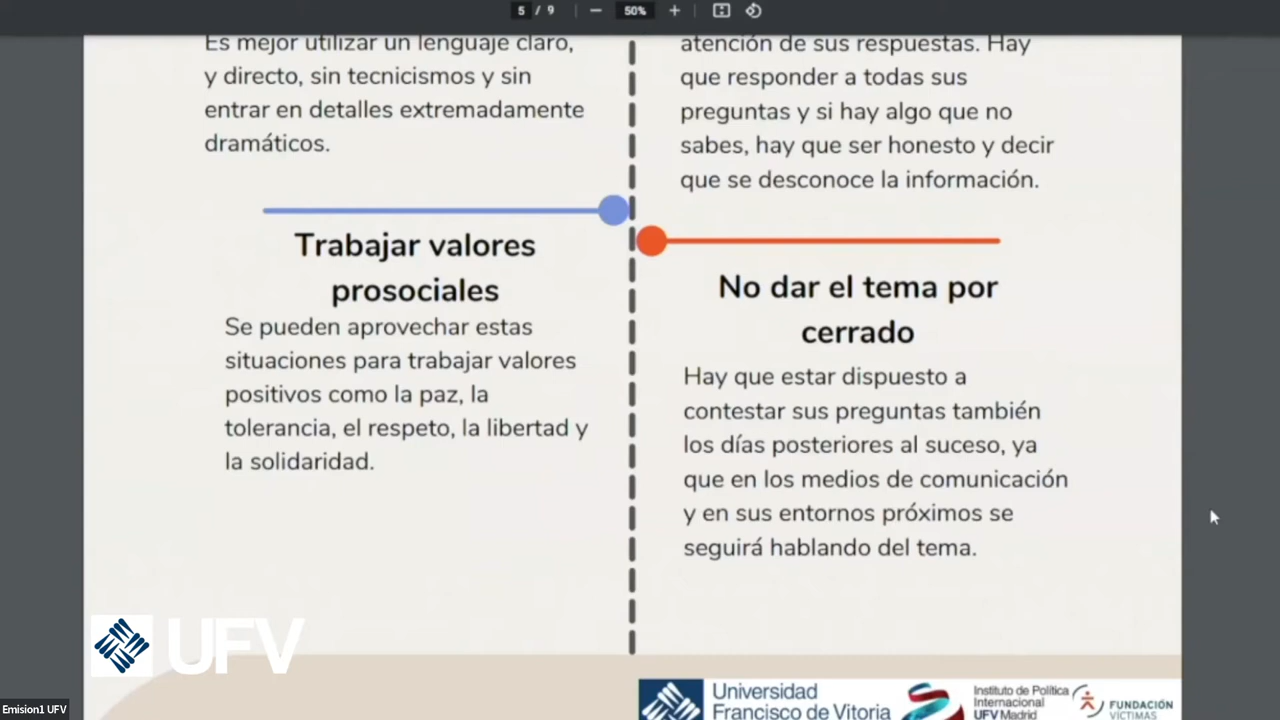 5 / 9
50%
Es mejor utilizar un lenguaje claro,
y directo, sin tecnicismos y sin
entrar en detalles extremadamente
dramáticos.
Trabajar valores
prosociales
Se pueden aprovechar estas
situaciones para trabajar valores
positivos como la paz, la
tolerancia, el respeto, la libertad y
la solidaridad.
atención de sus respuestas. Hay
que responder a todas sus
preguntas y si hay algo que no
sabes, hay que ser honesto y decir
que se desconoce la información.
No dar el tema por
cerrado
Hay que estar dispuesto a
contestar sus preguntas también
los días posteriores al suceso, ya
que en los medios de comunicación
y en sus entornos próximos se
seguirá hablando del tema.
UFV
Universidad
Francisco de Vitoria
Instituto de Política
Internacional
UFV Madrid
FUNDACIÓN
VÍCTIMAS
Emision1 UFV